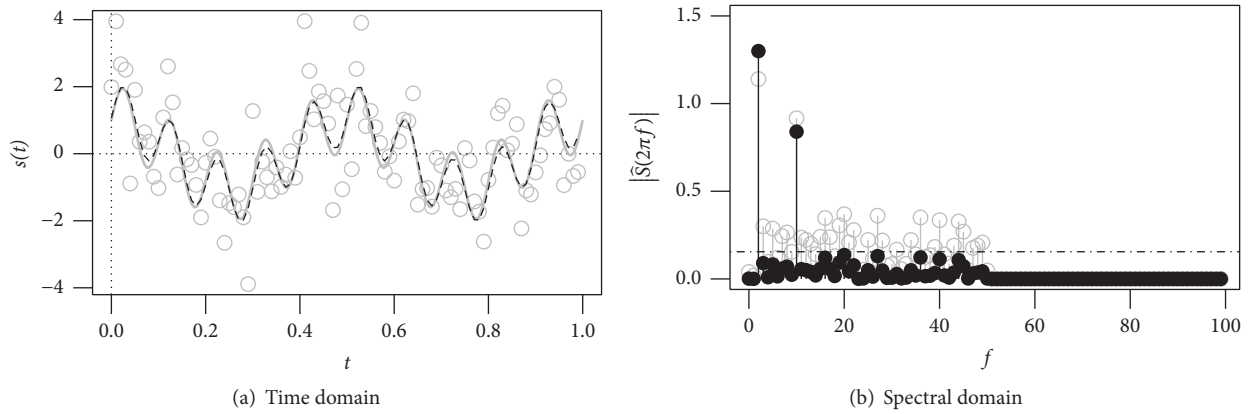 4
2
0
−2
−4
s(t)
0.0 0.2 0.4 0.6 0.8 1.0
t
(a) Time domain
1.5
1.0
0.5
0.0
|Ŝ(2πf)|
0 20 40 60 80 100
f
(b) Spectral domain